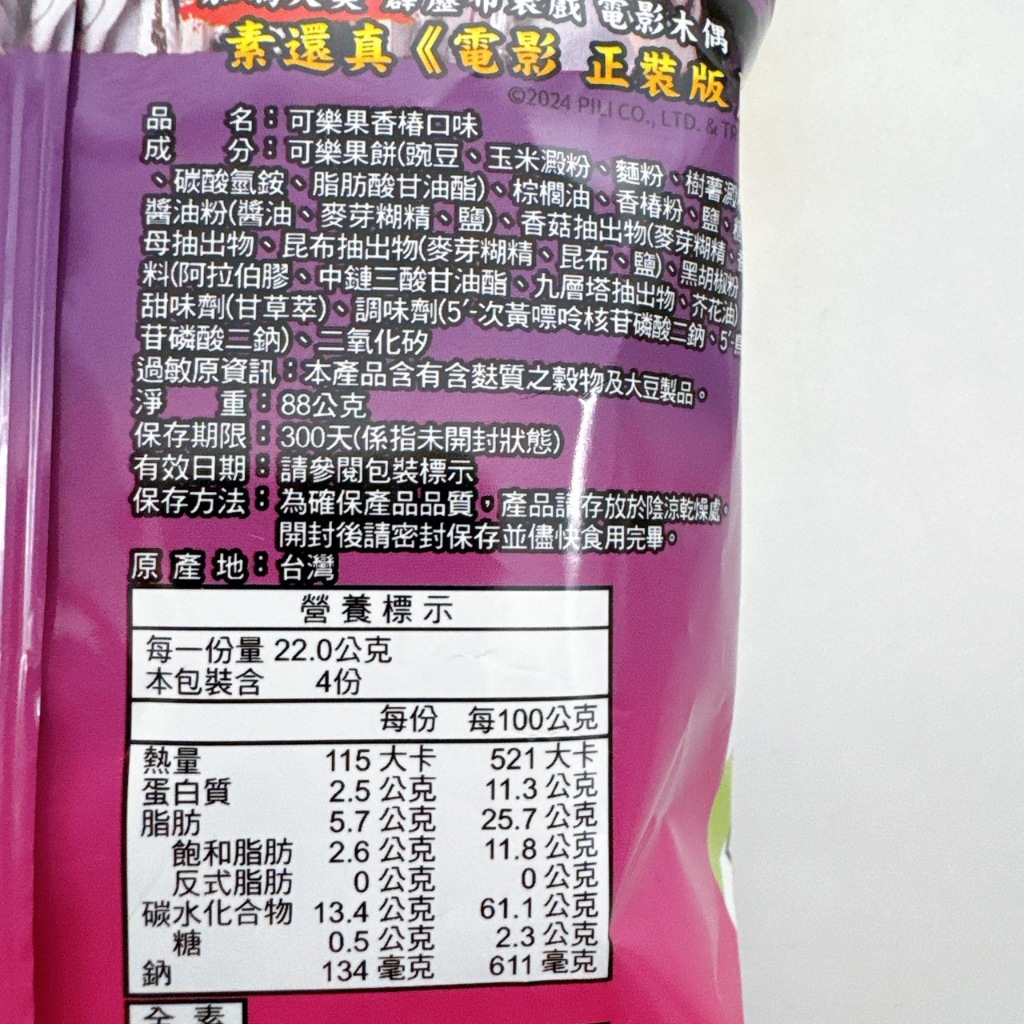 霹靂布袋戲 電影木偶
素還真《電影 正裝版
©2024 PILI CO., LTD. & TR
品 名：可樂果香椿口味
成 分：可樂果餅(豌豆、玉米澱粉、麵粉、樹薯澱
、碳酸氫銨、脂肪酸甘油酯)、棕櫚油、香椿粉、鹽、
醬油粉(醬油、麥芽糊精、鹽)、香菇抽出物(麥芽糊精、
母抽出物、昆布抽出物(麥芽糊精、昆布、鹽)、黑胡椒粉
料(阿拉伯膠、中鏈三酸甘油酯、九層塔抽出物、芥花油)
甜味劑(甘草萃)、調味劑(5´-次黃嘌呤核苷磷酸二鈉、5´-
苷磷酸二鈉)、二氧化矽
過敏原資訊：本產品含有含麩質之穀物及大豆製品。
淨 重：88公克
保存期限：300天(係指未開封狀態)
有效日期：請參閱包裝標示
保存方法：為確保產品品質，產品請存放於陰涼乾燥處。
開封後請密封保存並儘快食用完畢。
原產地：台灣
營養標示
每一份量 22.0公克
本包裝含 4份
每份 每100公克
熱量 115 大卡 521 大卡
蛋白質 2.5 公克 11.3 公克
脂肪 5.7 公克 25.7 公克
飽和脂肪 2.6 公克 11.8 公克
反式脂肪 0 公克 0 公克
碳水化合物 13.4 公克 61.1 公克
糖 0.5 公克 2.3 公克
鈉 134 毫克 611 毫克
全素